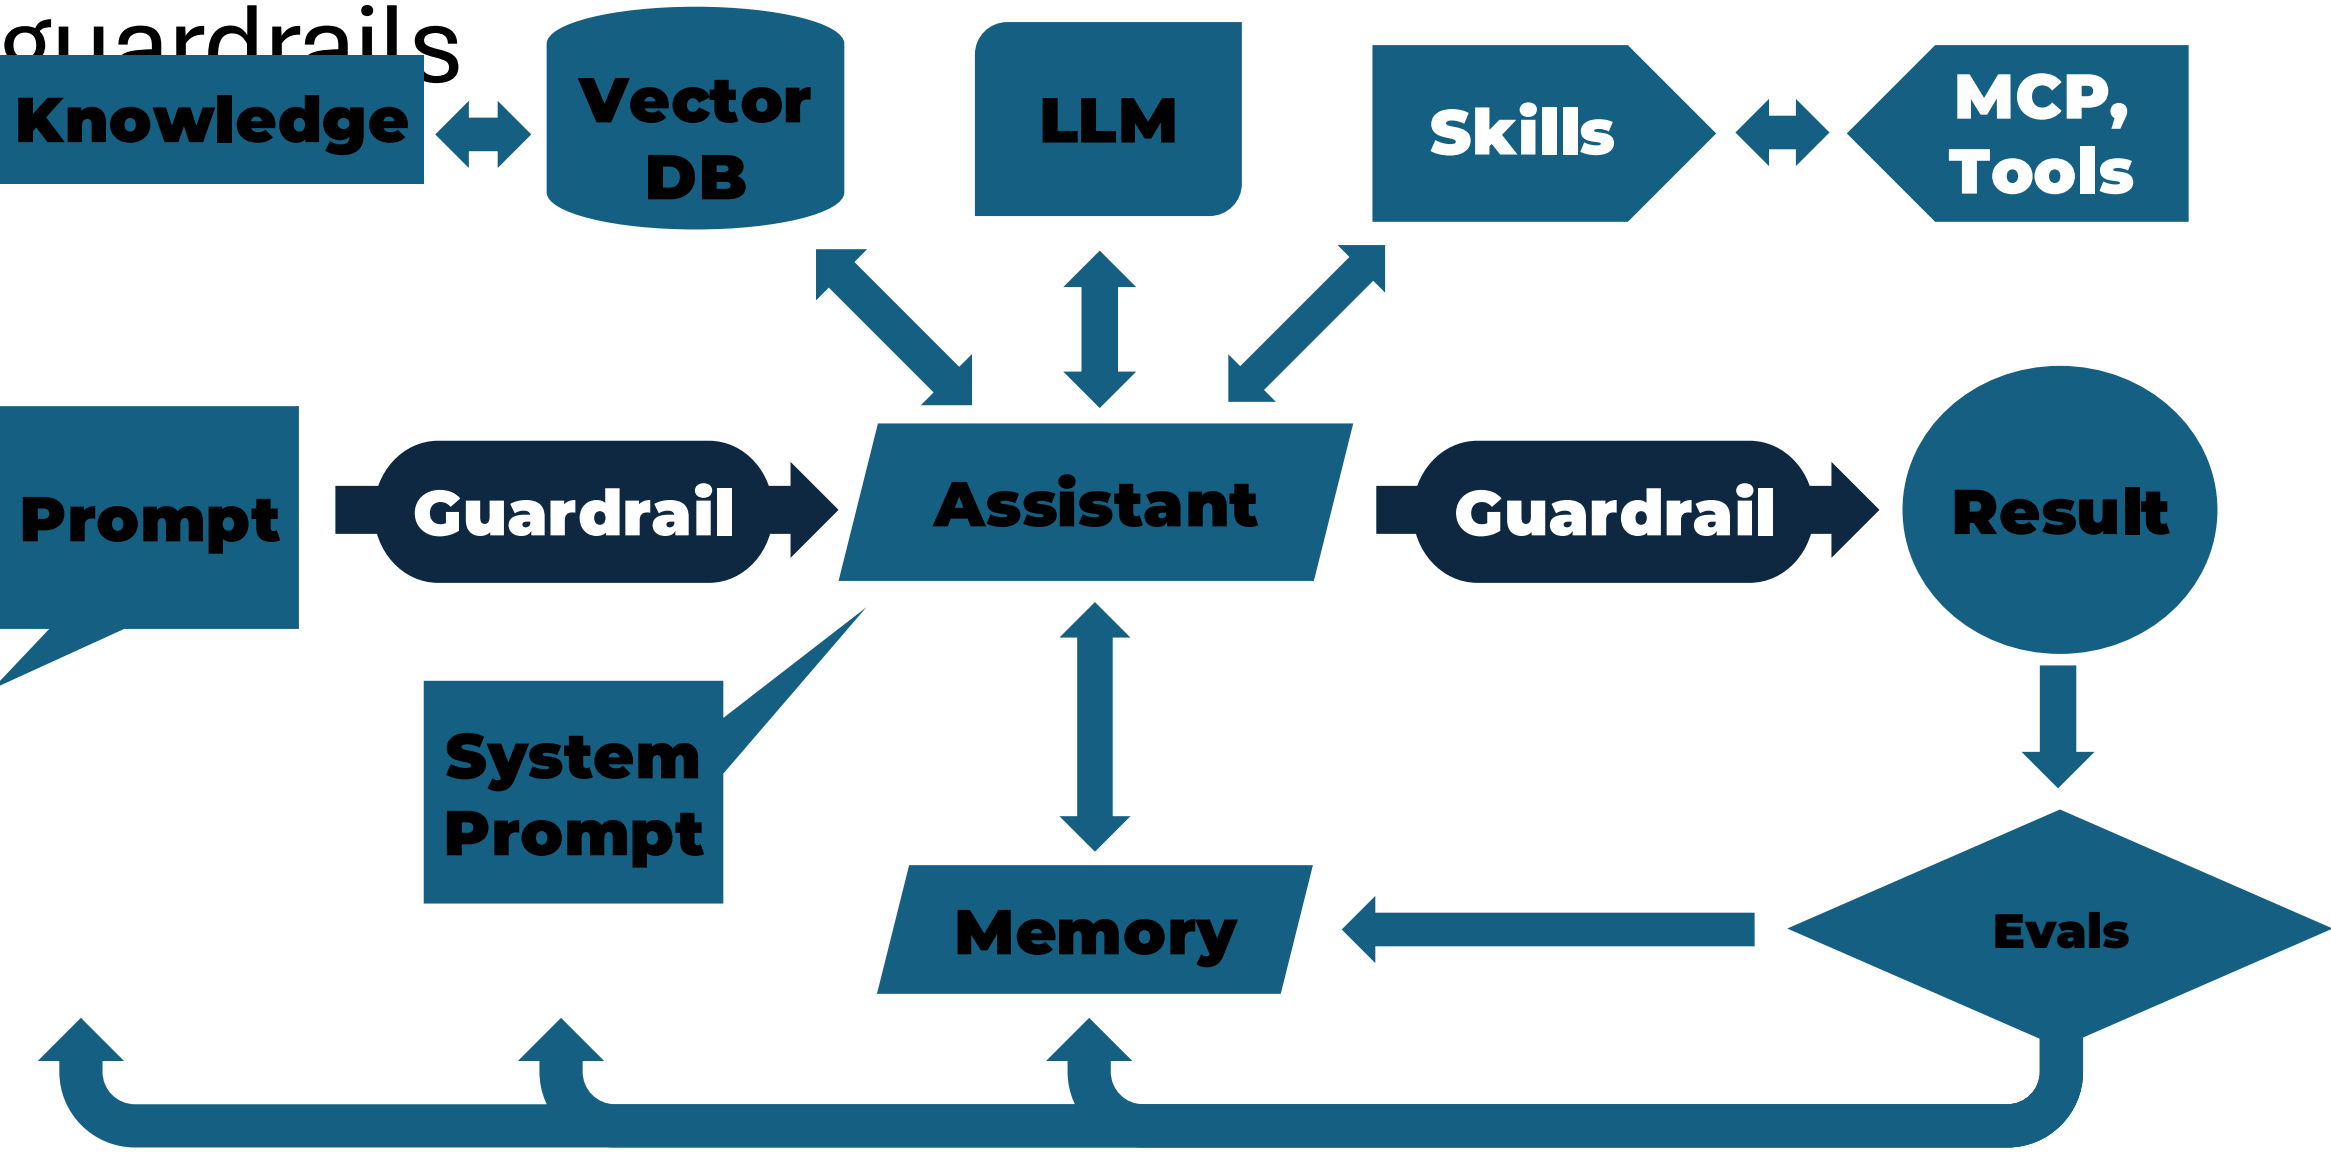 guardrails
Knowledge
Vector
DB
LLM
Skills
MCP,
Tools
Prompt
Guardrail
Assistant
Guardrail
Result
System
Prompt
Memory
Evals